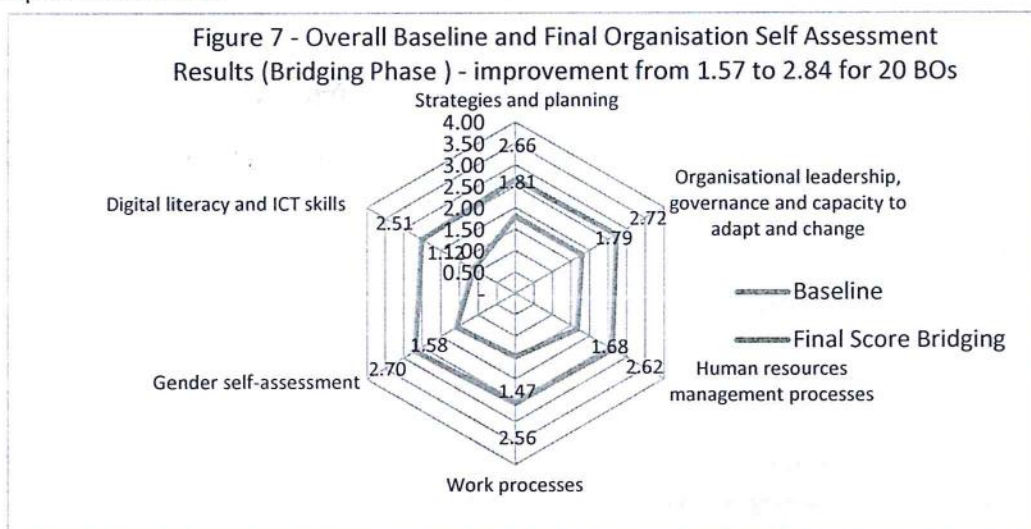 Figure 7 - Overall Baseline and Final Organisation Self Assessment
Results (Bridging Phase ) - improvement from 1.57 to 2.84 for 20 BOs
Strategies and planning
4.00
3.50
3.00
2.50
2.00
1.50
1.00
0.50
-
2.66
1.81
Organisational leadership,
governance and capacity to
adapt and change
2.72
1.79
Human resources
management processes
2.62
1.68
Work processes
2.56
1.47
Gender self-assessment
2.70
1.58
Digital literacy and ICT skills
2.51
1.12
Baseline
Final Score Bridging